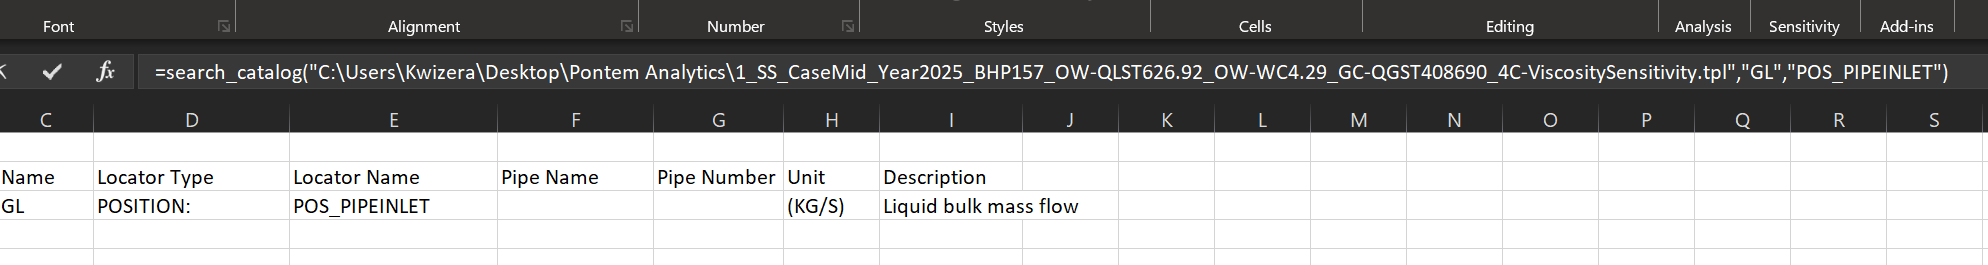 Font Alignment Number Styles Cells Editing Analysis Sensitivity Add-ins
fx =search_catalog("C:\Users\Kwizera\Desktop\Pontem Analytics\1_SS_CaseMid_Year2025_BHP157_OW-QLST626.92_OW-WC4.29_GC-QGST408690_4C-ViscositySensitivity.tpl","GL","POS_PIPEINLET")
C D E F G H I J K L M N O P Q R S
Name Locator Type Locator Name Pipe Name Pipe Number Unit Description
GL POSITION: POS_PIPEINLET (KG/S) Liquid bulk mass flow